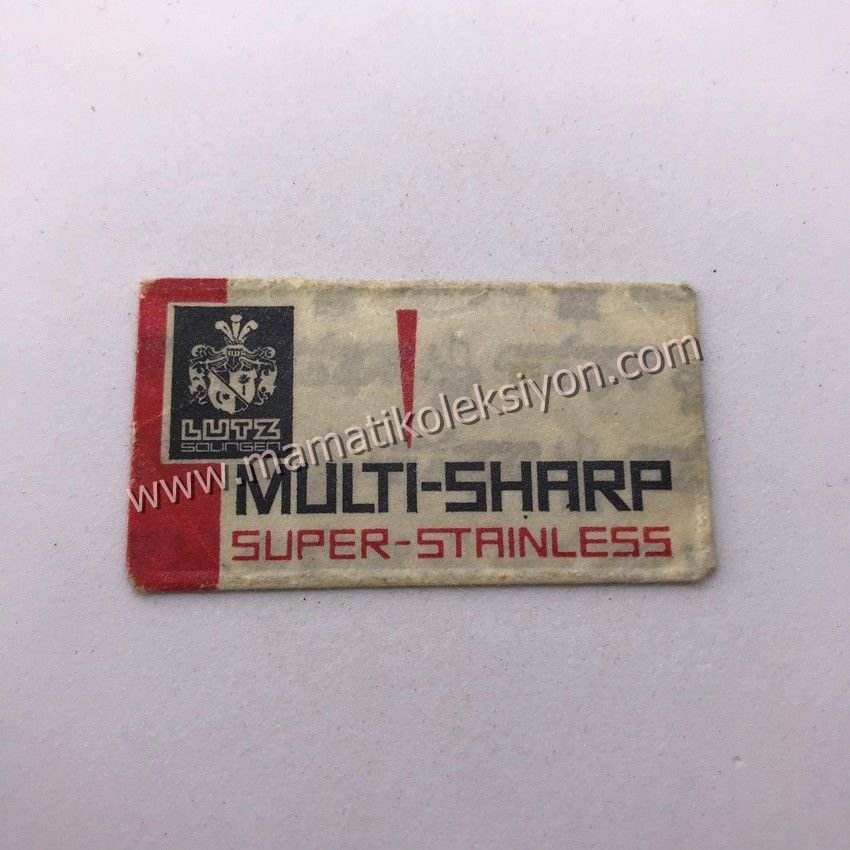 LUTZ
SOLINGEN
www.mamatikoleksiyon.com
MULTI-SHARP
SUPER-STAINLESS